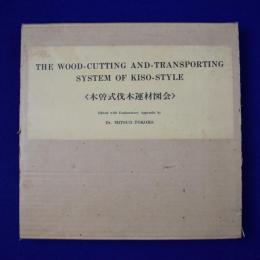 THE WOOD-CUTTING AND-TRANSPORTING
SYSTEM OF KISO-STYLE
〈木曽式伐木運材図会〉
Edited with Explanatory Appendix by
Dr. MITSUO TOKORO